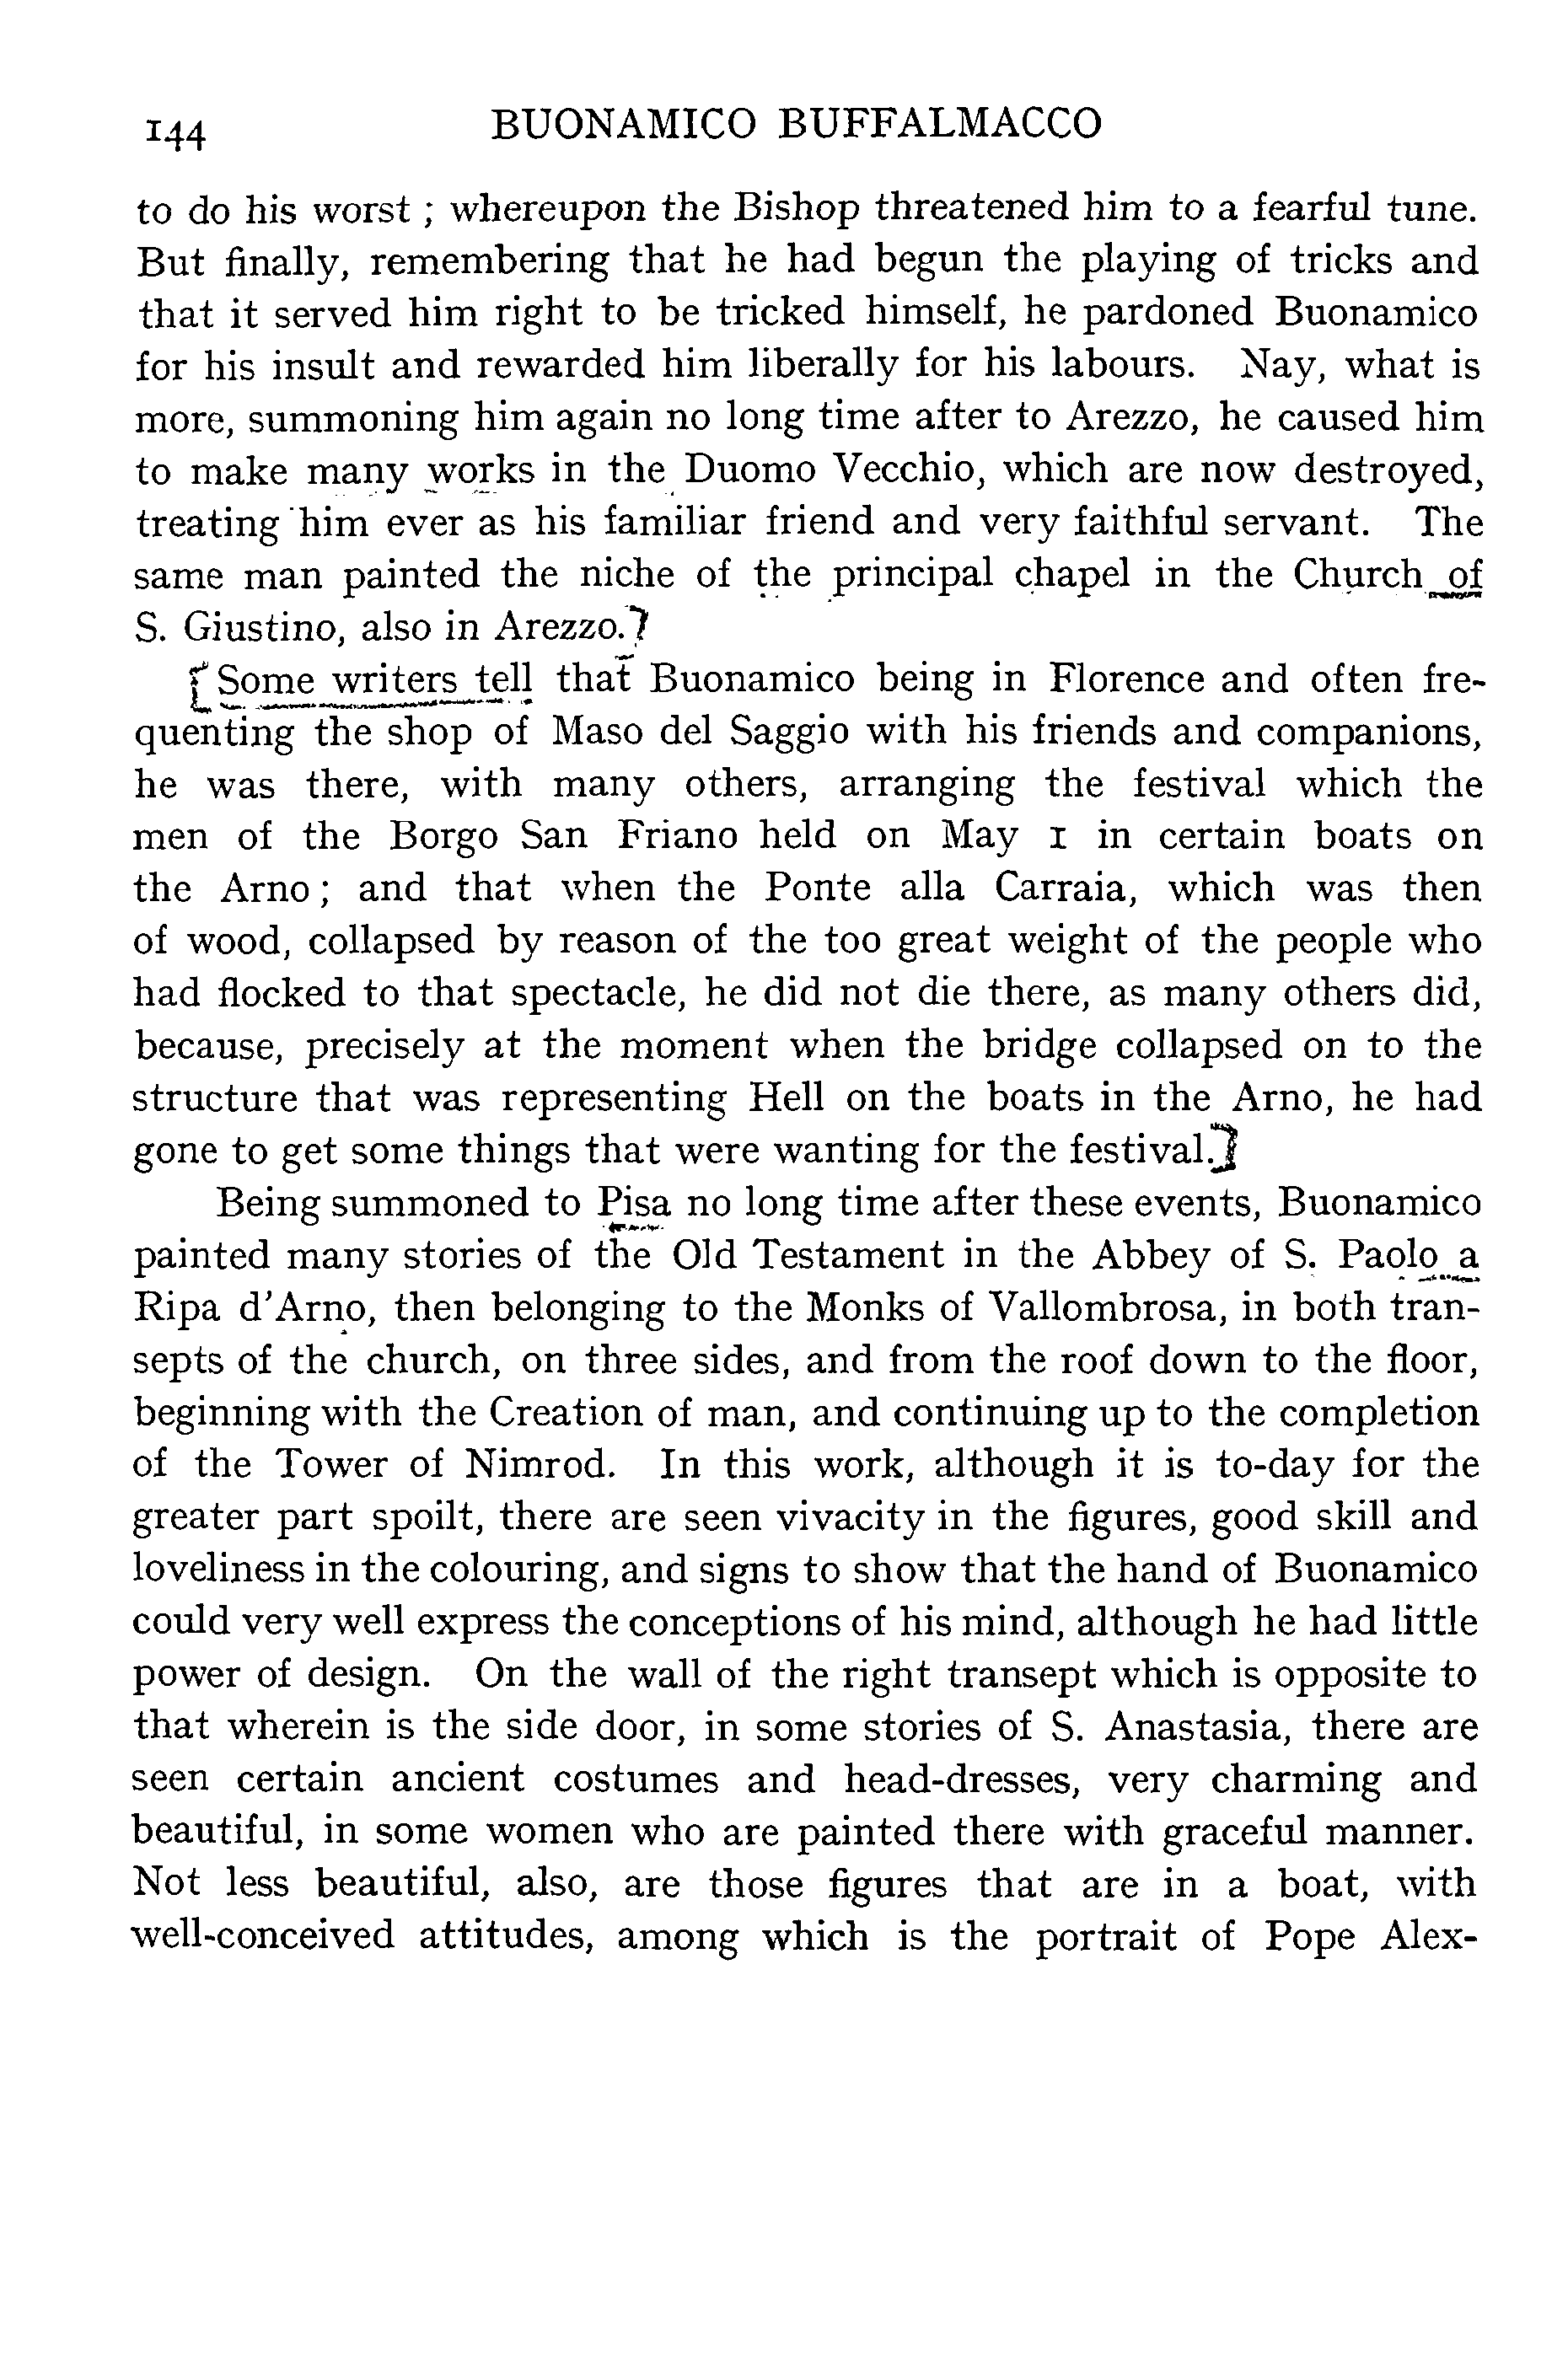 144 BUONAMICO BUFFALMACCO
to do his worst ; whereupon the Bishop threatened him to a fearful tune.
But finally, remembering that he had begun the playing of tricks and
that it served him right to be tricked himself, he pardoned Buonamico
for his insult and rewarded him liberally for his labours. Nay, what is
more, summoning him again no long time after to Arezzo, he caused him
to make many works in the Duomo Vecchio, which are now destroyed,
treating him ever as his familiar friend and very faithful servant. The
same man painted the niche of the principal chapel in the Church of
S. Giustino, also in Arezzo.]
[Some writers tell that Buonamico being in Florence and often fre-
quenting the shop of Maso del Saggio with his friends and companions,
he was there, with many others, arranging the festival which the
men of the Borgo San Friano held on May 1 in certain boats on
the Arno ; and that when the Ponte alla Carraia, which was then
of wood, collapsed by reason of the too great weight of the people who
had flocked to that spectacle, he did not die there, as many others did,
because, precisely at the moment when the bridge collapsed on to the
structure that was representing Hell on the boats in the Arno, he had
gone to get some things that were wanting for the festival.]
Being summoned to Pisa no long time after these events, Buonamico
painted many stories of the Old Testament in the Abbey of S. Paolo a
Ripa d'Arno, then belonging to the Monks of Vallombrosa, in both tran-
septs of the church, on three sides, and from the roof down to the floor,
beginning with the Creation of man, and continuing up to the completion
of the Tower of Nimrod. In this work, although it is to-day for the
greater part spoilt, there are seen vivacity in the figures, good skill and
loveliness in the colouring, and signs to show that the hand of Buonamico
could very well express the conceptions of his mind, although he had little
power of design. On the wall of the right transept which is opposite to
that wherein is the side door, in some stories of S. Anastasia, there are
seen certain ancient costumes and head-dresses, very charming and
beautiful, in some women who are painted there with graceful manner.
Not less beautiful, also, are those figures that are in a boat, with
well-conceived attitudes, among which is the portrait of Pope Alex-